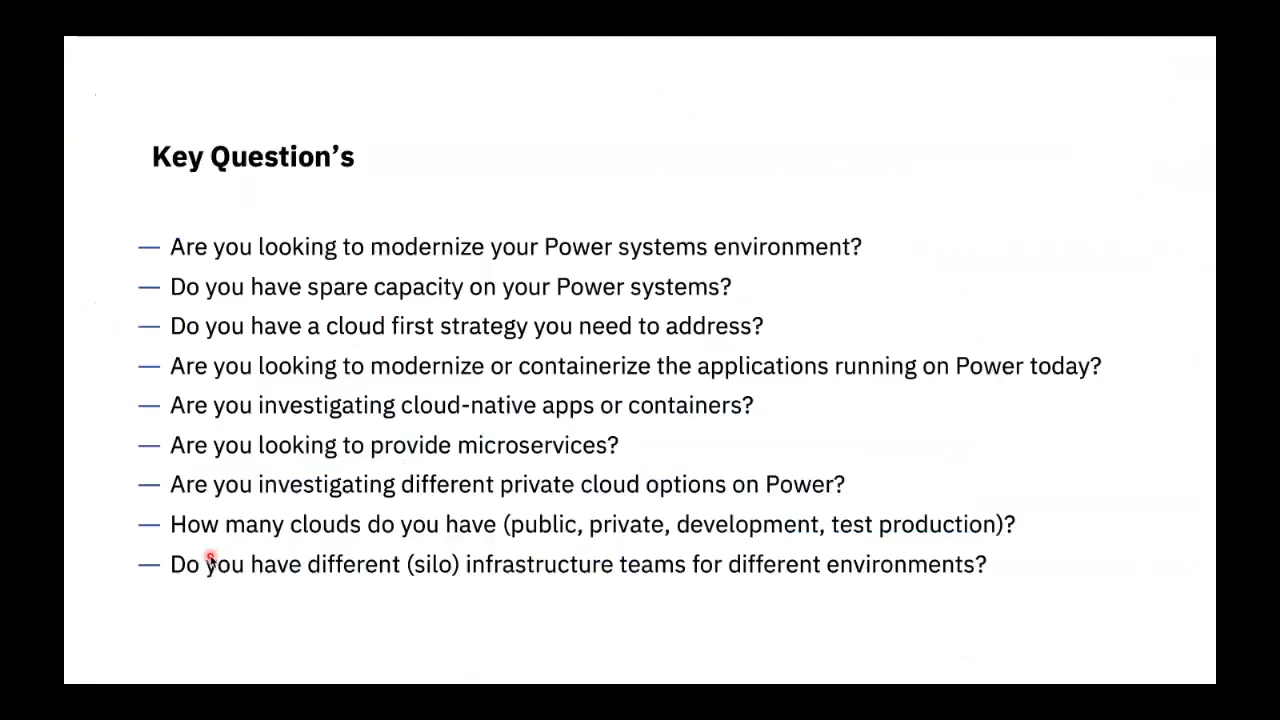 Key Question’s
— Are you looking to modernize your Power systems environment?
— Do you have spare capacity on your Power systems?
— Do you have a cloud first strategy you need to address?
— Are you looking to modernize or containerize the applications running on Power today?
— Are you investigating cloud-native apps or containers?
— Are you looking to provide microservices?
— Are you investigating different private cloud options on Power?
— How many clouds do you have (public, private, development, test production)?
— Do you have different (silo) infrastructure teams for different environments?